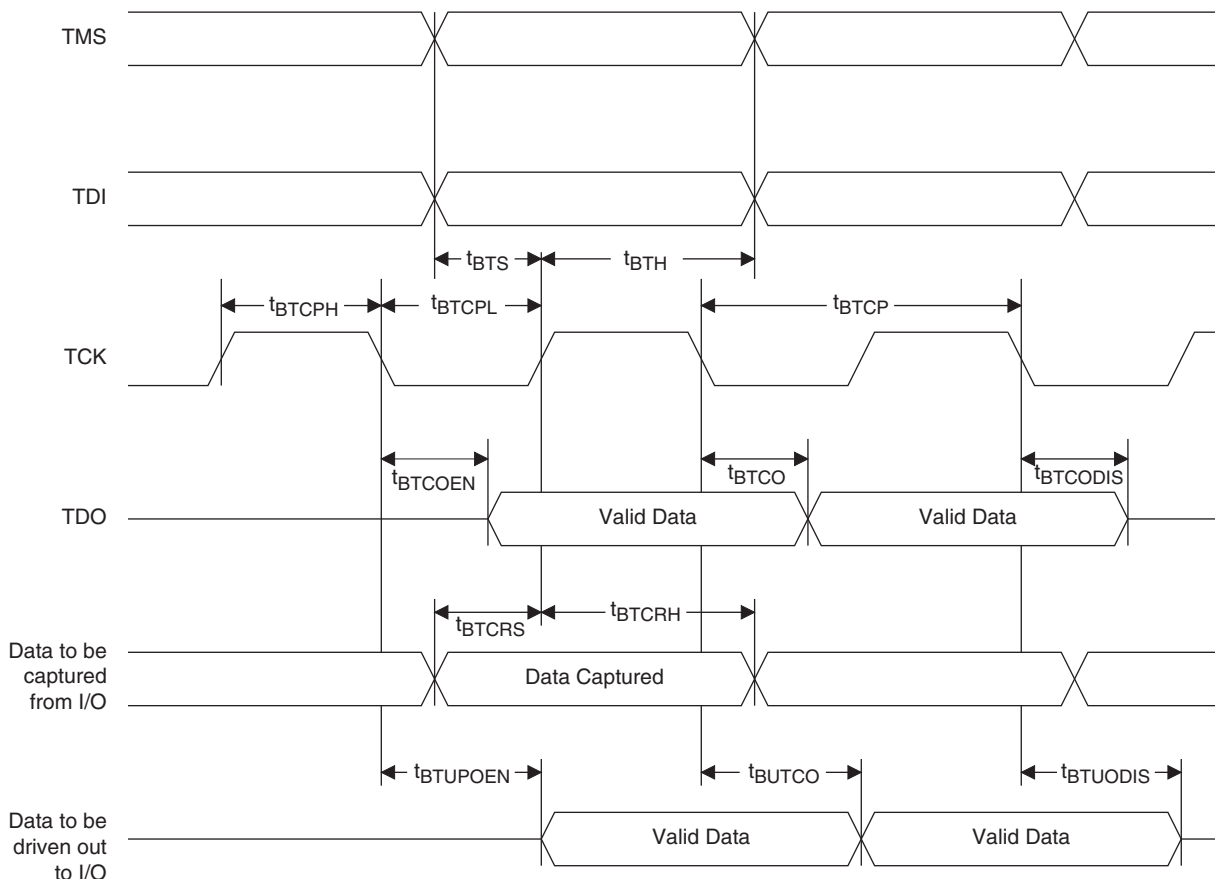 TMS
TDI
tBTS
tBTH
tBTCPH
tBTCPL
tBTCP
TCK
tBTCOEN
tBTCO
tBTCODIS
TDO
Valid Data
Valid Data
tBTCRS
tBTCRH
Data to be
captured
from I/O
Data Captured
tBTUPOEN
tBUTCO
tBTUODIS
Data to be
driven out
to I/O
Valid Data
Valid Data